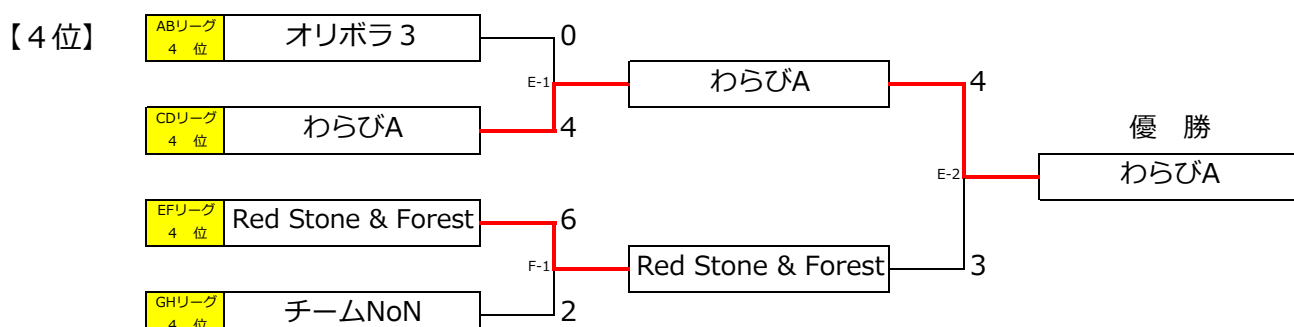 【４位】
ABリーグ
4 位
オリボラ３
0
E-1
わらびA
4
CDリーグ
4 位
わらびA
4
優 勝
E-2
わらびA
EFリーグ
4 位
Red Stone & Forest
6
F-1
Red Stone & Forest
3
GHリーグ
4 位
チームNoN
2